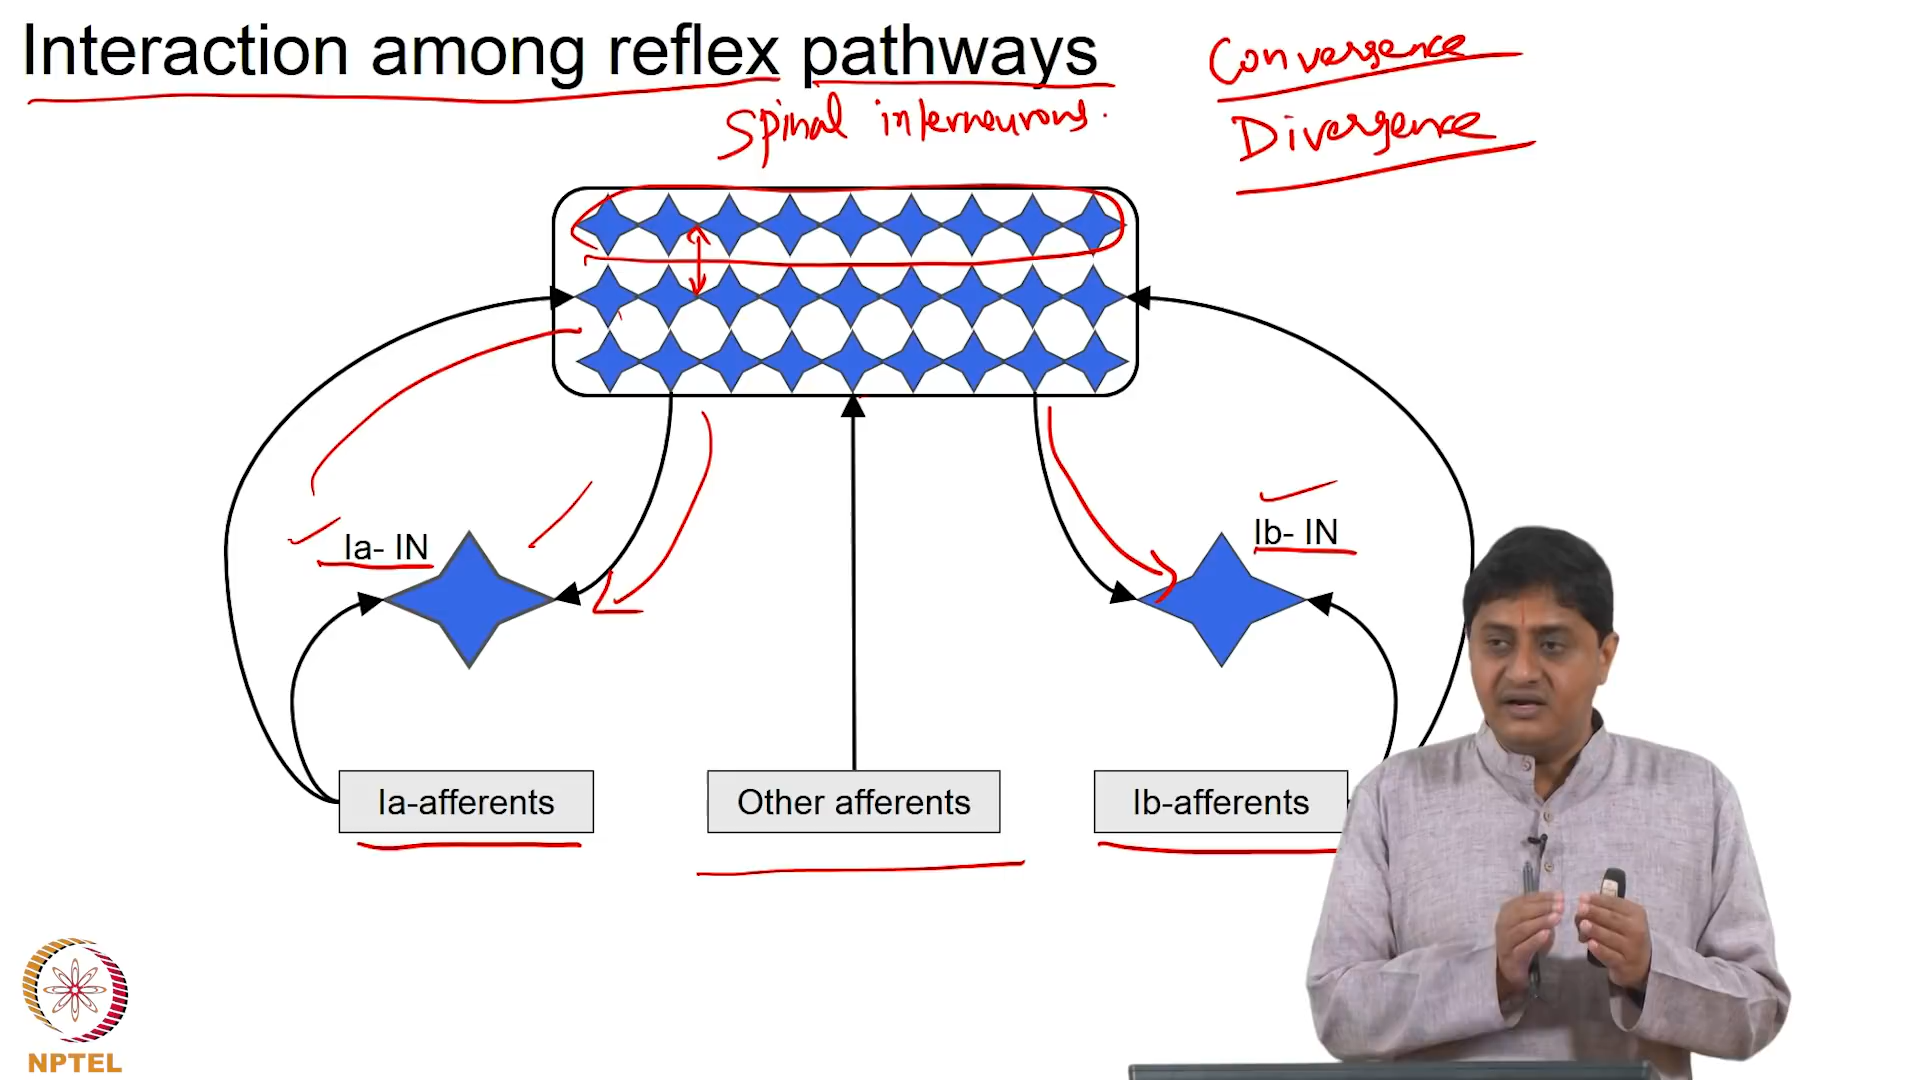 Interaction among reflex pathways
Convergence
Divergence
Spinal interneurons.
Ia- IN
Ib- IN
Ia-afferents
Other afferents
Ib-afferents
NPTEL